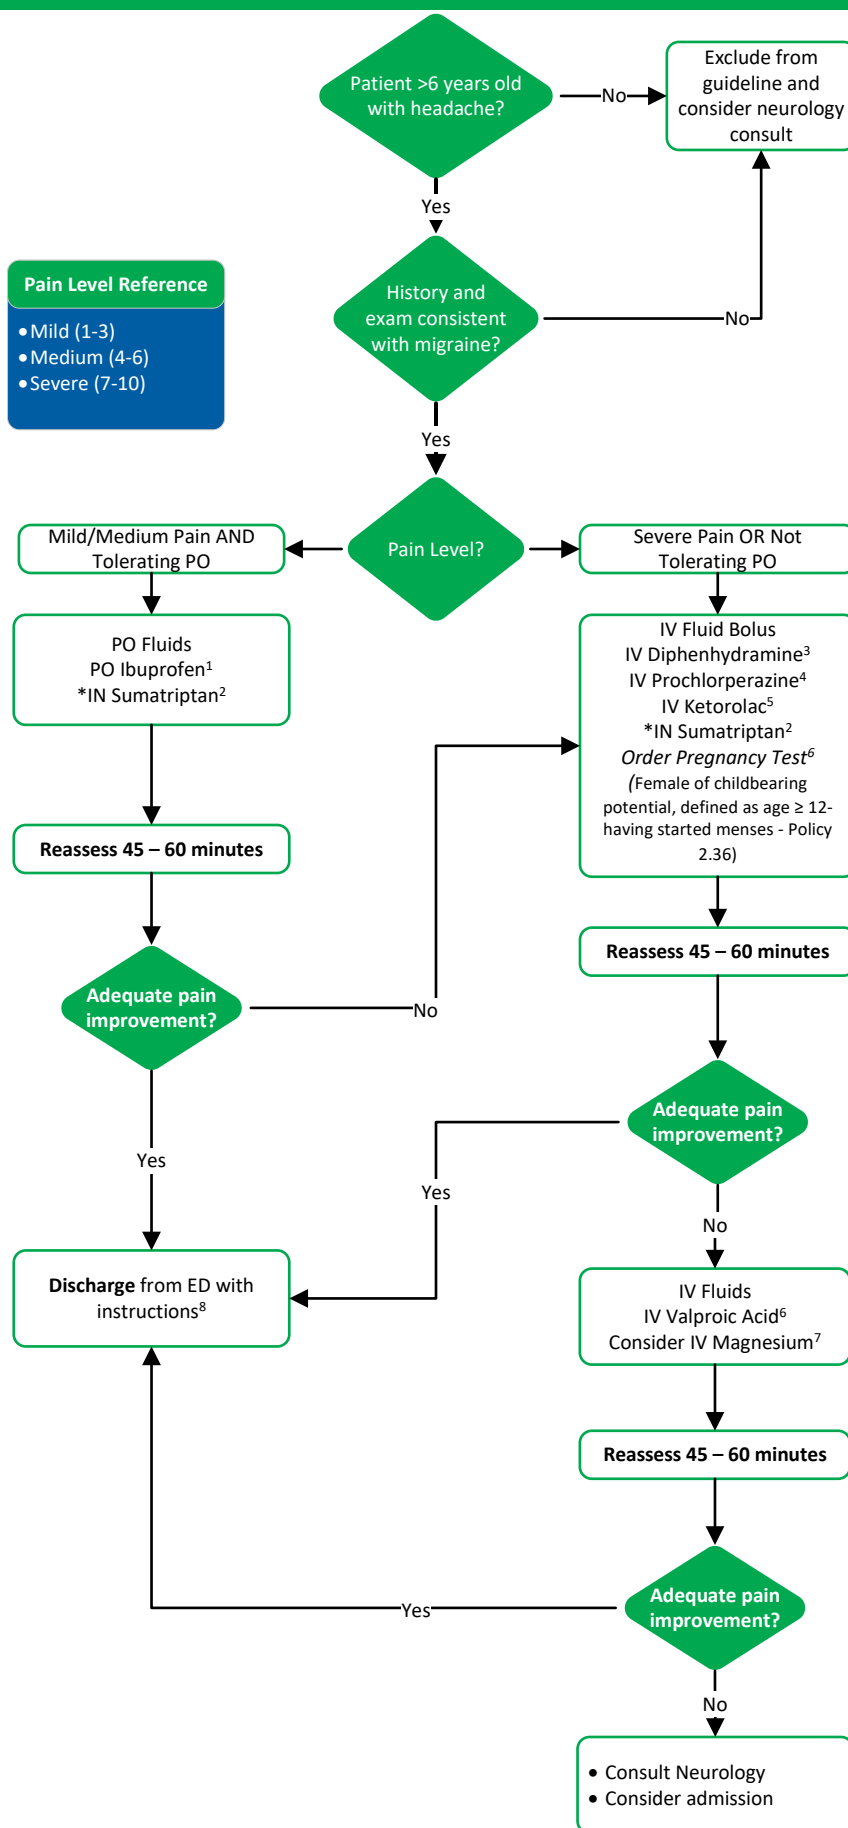 Patient >6 years old
with headache?
No
Exclude from
guideline and
consider neurology
consult
Yes
Pain Level Reference
• Mild (1-3)
• Medium (4-6)
• Severe (7-10)
History and
exam consistent
with migraine?
No
Yes
Mild/Medium Pain AND
Tolerating PO
Pain Level?
Severe Pain OR Not
Tolerating PO
PO Fluids
PO Ibuprofen¹
*IN Sumatriptan²
IV Fluid Bolus
IV Diphenhydramine³
IV Prochlorperazine⁴
IV Ketorolac⁵
*IN Sumatriptan²
Order Pregnancy Test⁶
(Female of childbearing
potential, defined as age ≥ 12-
having started menses - Policy
2.36)
Reassess 45 – 60 minutes
Reassess 45 – 60 minutes
Adequate pain
improvement?
No
Yes
Adequate pain
improvement?
Yes
No
Discharge from ED with
instructions⁸
IV Fluids
IV Valproic Acid⁶
Consider IV Magnesium⁷
Reassess 45 – 60 minutes
Adequate pain
improvement?
Yes
No
• Consult Neurology
• Consider admission